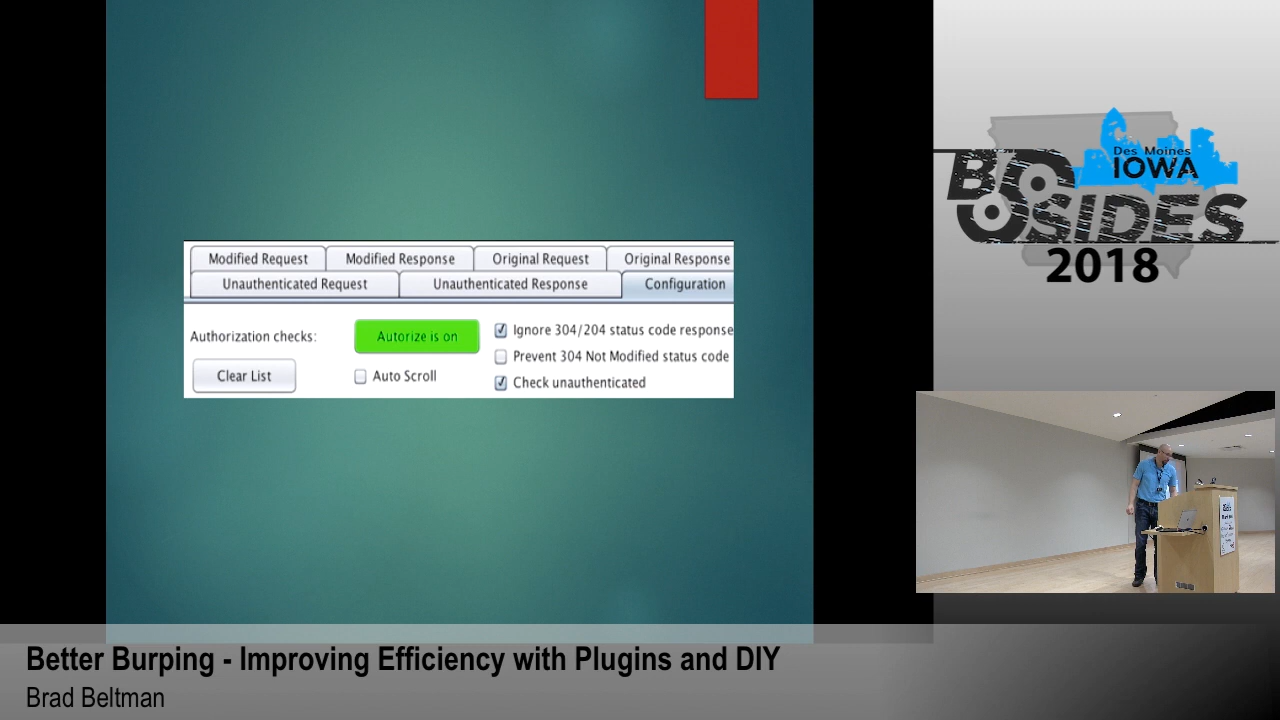 Modified Request
Modified Response
Original Request
Original Response
Unauthenticated Request
Unauthenticated Response
Configuration
Authorization checks:
Autorize is on
Ignore 304/204 status code response
Prevent 304 Not Modified status code
Clear List
Auto Scroll
Check unauthenticated
Des Moines
IOWA
BSIDES
2018
Better Burping - Improving Efficiency with Plugins and DIY
Brad Beltman